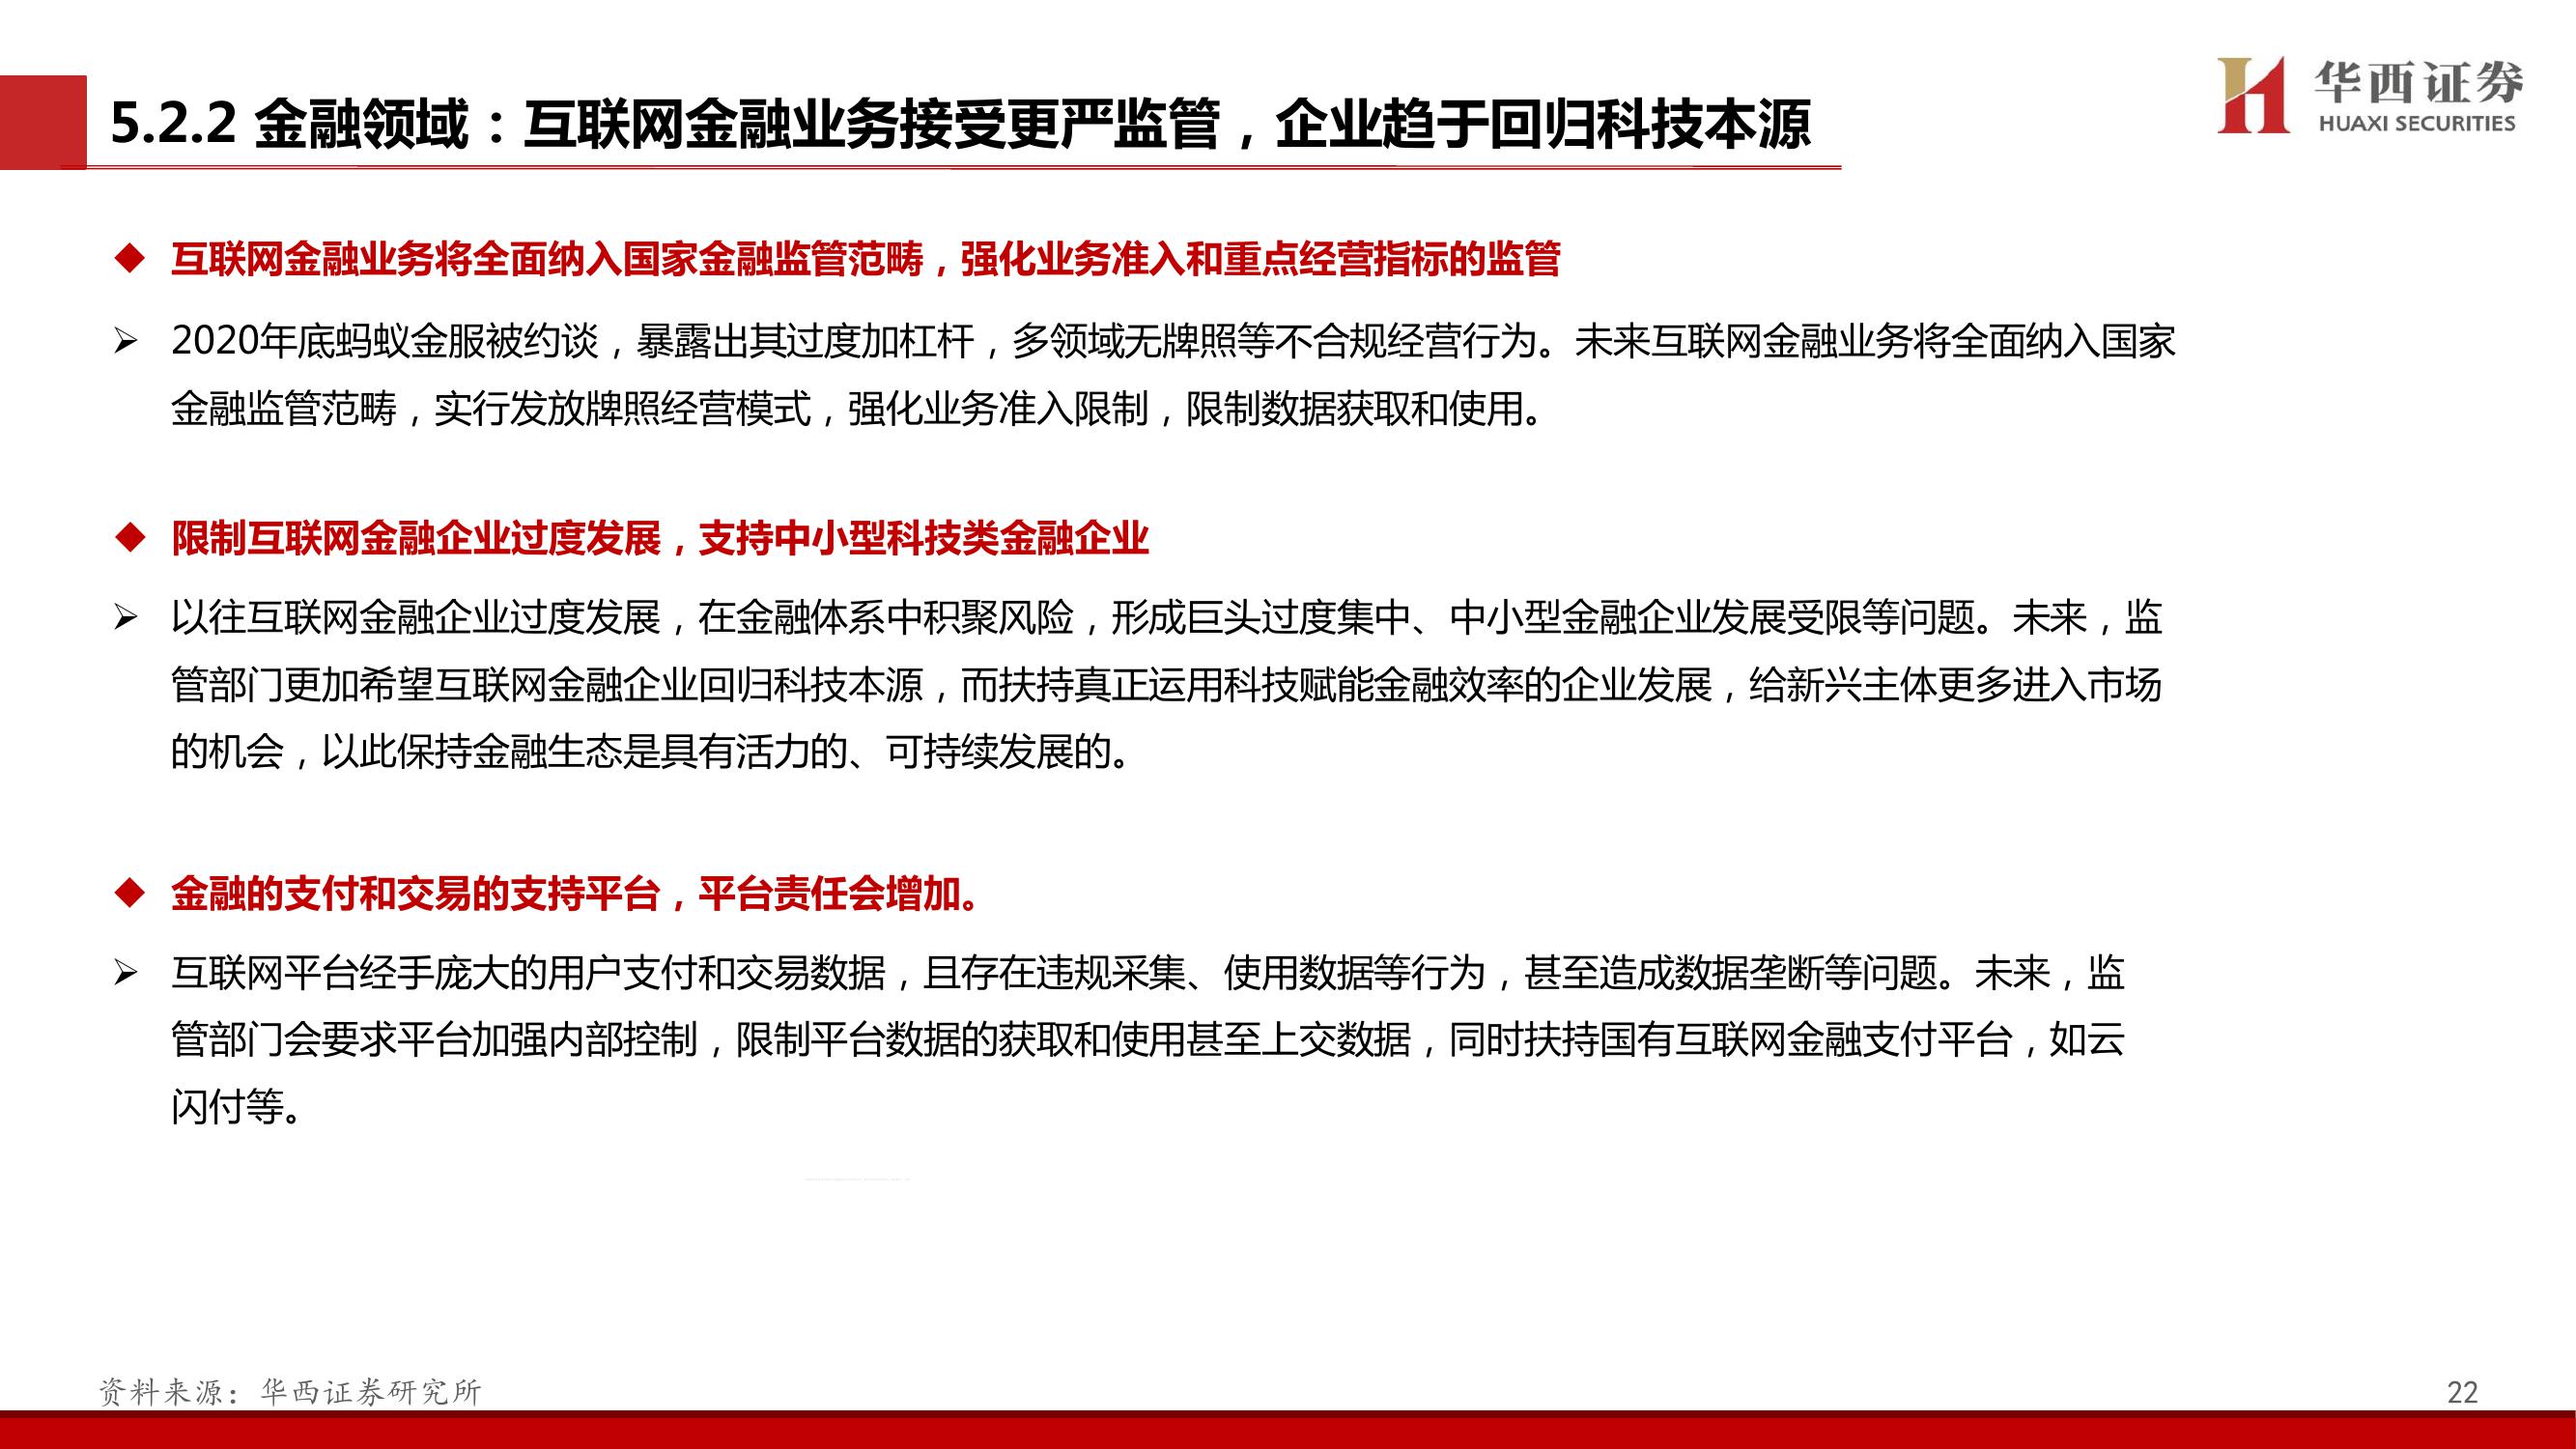 5.2.2 金融领域：互联网金融业务接受更严监管，企业趋于回归科技本源
华西证券
HUAXI SECURITIES
◆ 互联网金融业务将全面纳入国家金融监管范畴，强化业务准入和重点经营指标的监管
➢ 2020年底蚂蚁金服被约谈，暴露出其过度加杠杆，多领域无牌照等不合规经营行为。未来互联网金融业务将全面纳入国家
金融监管范畴，实行发放牌照经营模式，强化业务准入限制，限制数据获取和使用。
◆ 限制互联网金融企业过度发展，支持中小型科技类金融企业
➢ 以往互联网金融企业过度发展，在金融体系中积聚风险，形成巨头过度集中、中小型金融企业发展受限等问题。未来，监
管部门更加希望互联网金融企业回归科技本源，而扶持真正运用科技赋能金融效率的企业发展，给新兴主体更多进入市场
的机会，以此保持金融生态是具有活力的、可持续发展的。
◆ 金融的支付和交易的支持平台，平台责任会增加。
➢ 互联网平台经手庞大的用户支付和交易数据，且存在违规采集、使用数据等行为，甚至造成数据垄断等问题。未来，监
管部门会要求平台加强内部控制，限制平台数据的获取和使用甚至上交数据，同时扶持国有互联网金融支付平台，如云
闪付等。
资料来源：华西证券研究所
22